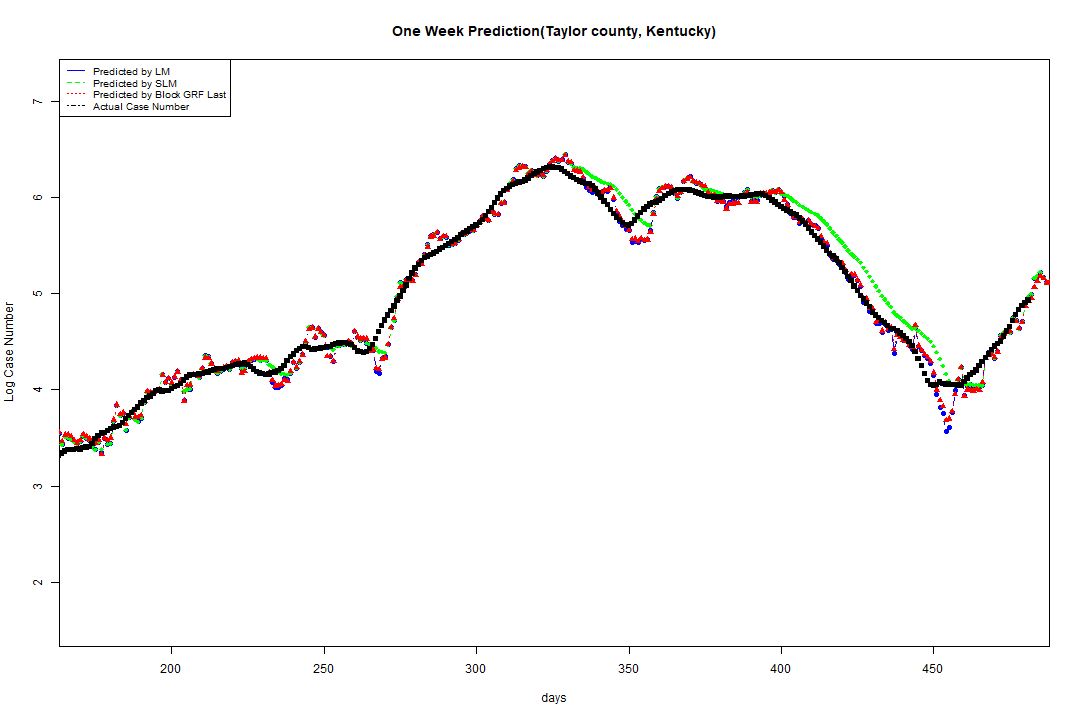 One Week Prediction(Taylor county, Kentucky)
Predicted by LM
Predicted by SLM
Predicted by Block GRF Last
Actual Case Number
7
6
5
4
3
2
Log Case Number
200 250 300 350 400 450
days